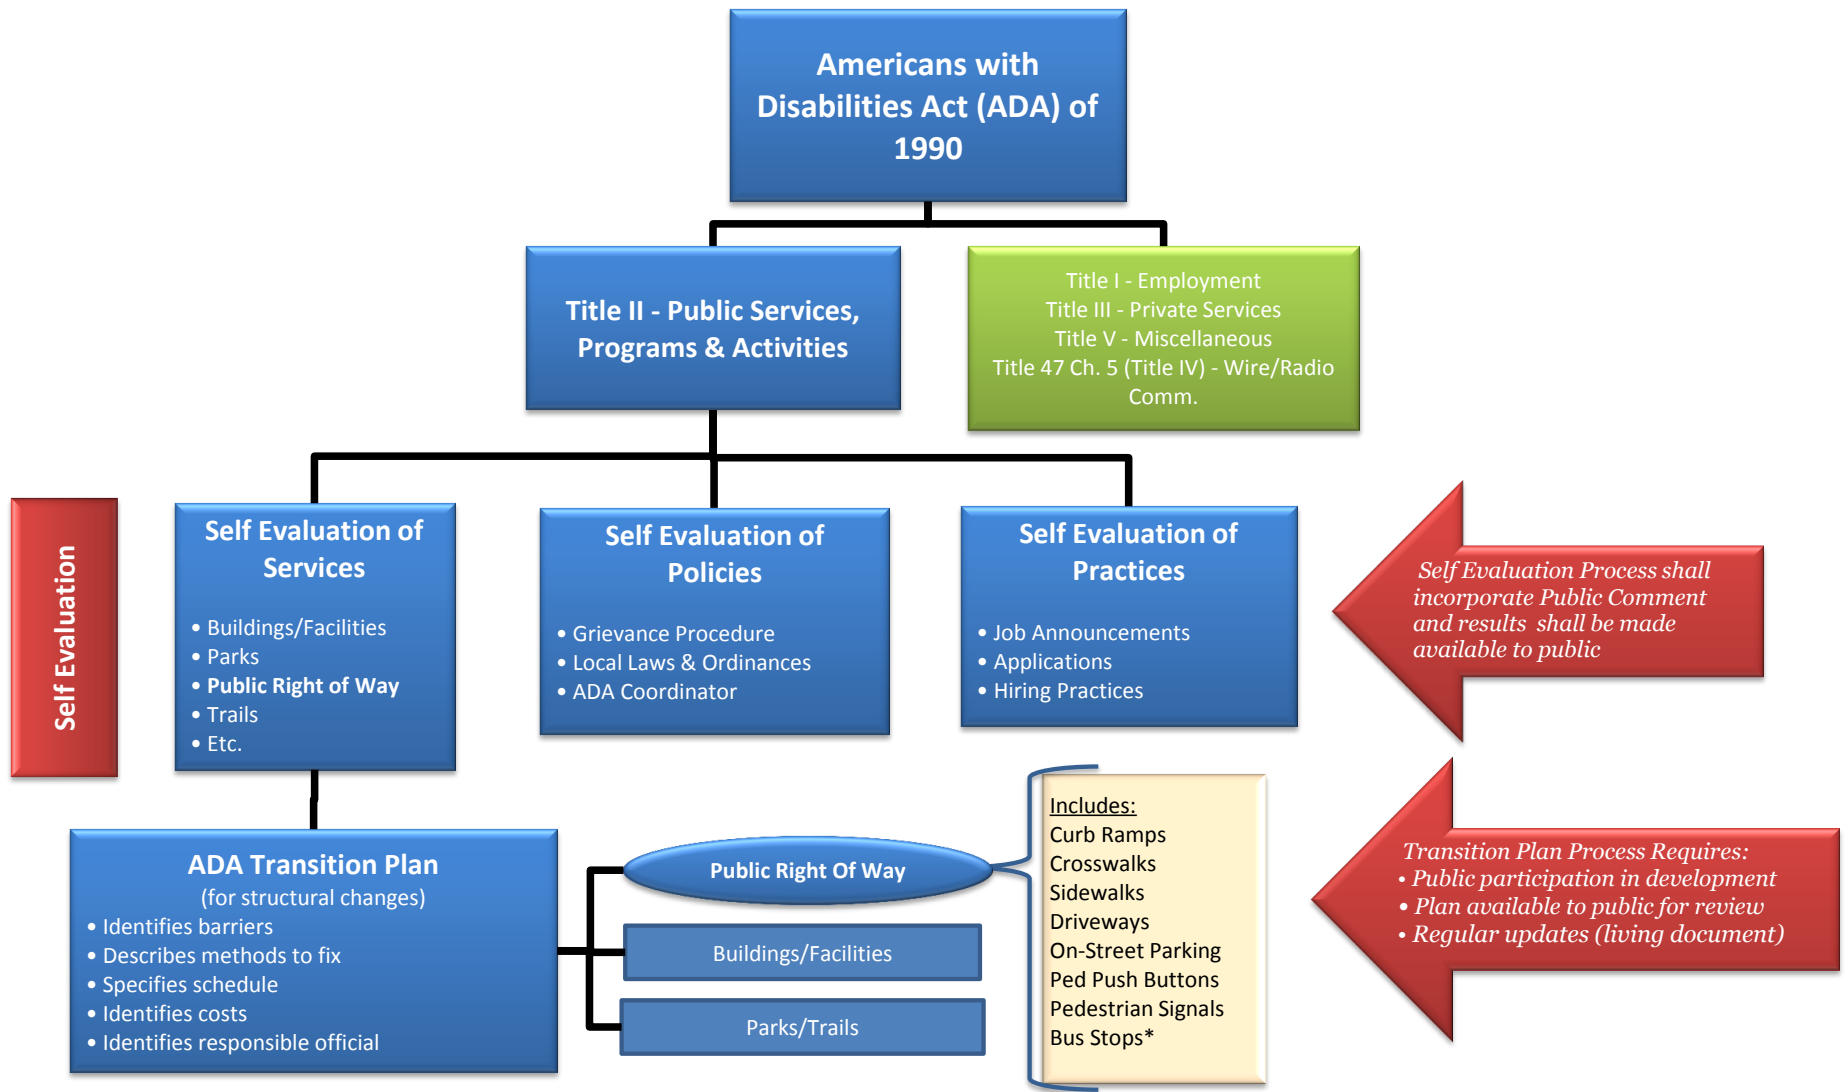 Americans with
Disabilities Act (ADA) of
1990
Title II - Public Services,
Programs & Activities
Title I - Employment
Title III - Private Services
Title V - Miscellaneous
Title 47 Ch. 5 (Title IV) - Wire/Radio
Comm.
Self Evaluation
Self Evaluation of
Services
• Buildings/Facilities
• Parks
• Public Right of Way
• Trails
• Etc.
Self Evaluation of
Policies
• Grievance Procedure
• Local Laws & Ordinances
• ADA Coordinator
Self Evaluation of
Practices
• Job Announcements
• Applications
• Hiring Practices
Self Evaluation Process shall
incorporate Public Comment
and results shall be made
available to public
ADA Transition Plan
(for structural changes)
• Identifies barriers
• Describes methods to fix
• Specifies schedule
• Identifies costs
• Identifies responsible official
Public Right Of Way
Buildings/Facilities
Parks/Trails
Includes:
Curb Ramps
Crosswalks
Sidewalks
Driveways
On-Street Parking
Ped Push Buttons
Pedestrian Signals
Bus Stops*
Transition Plan Process Requires:
• Public participation in development
• Plan available to public for review
• Regular updates (living document)